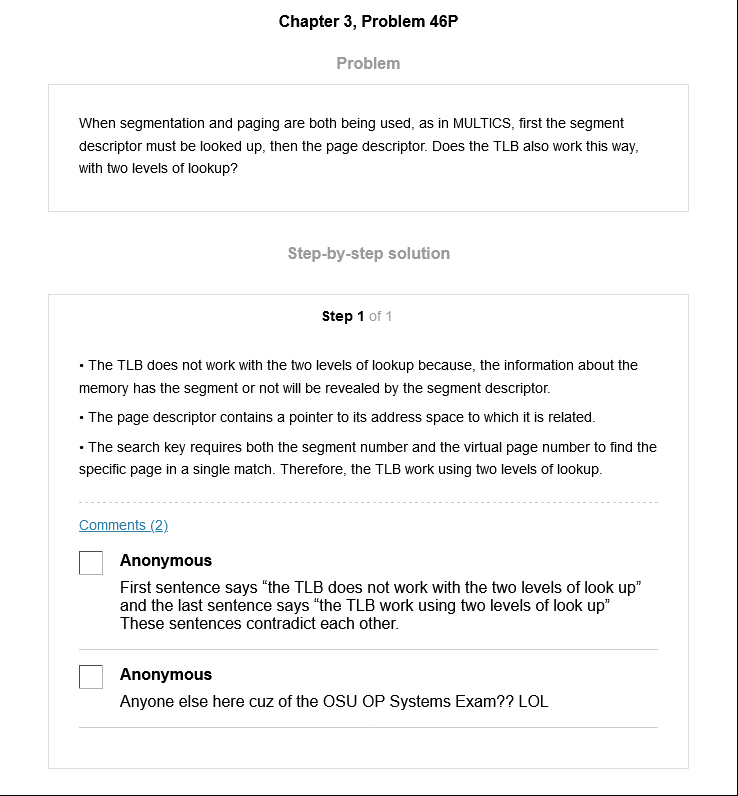 Chapter 3, Problem 46P
Problem
When segmentation and paging are both being used, as in MULTICS, first the segment
descriptor must be looked up, then the page descriptor. Does the TLB also work this way,
with two levels of lookup?
Step-by-step solution
Step 1 of 1
• The TLB does not work with the two levels of lookup because, the information about the
memory has the segment or not will be revealed by the segment descriptor.
• The page descriptor contains a pointer to its address space to which it is related.
• The search key requires both the segment number and the virtual page number to find the
specific page in a single match. Therefore, the TLB work using two levels of lookup.
Comments (2)
Anonymous
First sentence says “the TLB does not work with the two levels of look up”
and the last sentence says “the TLB work using two levels of look up”
These sentences contradict each other.
Anonymous
Anyone else here cuz of the OSU OP Systems Exam?? LOL